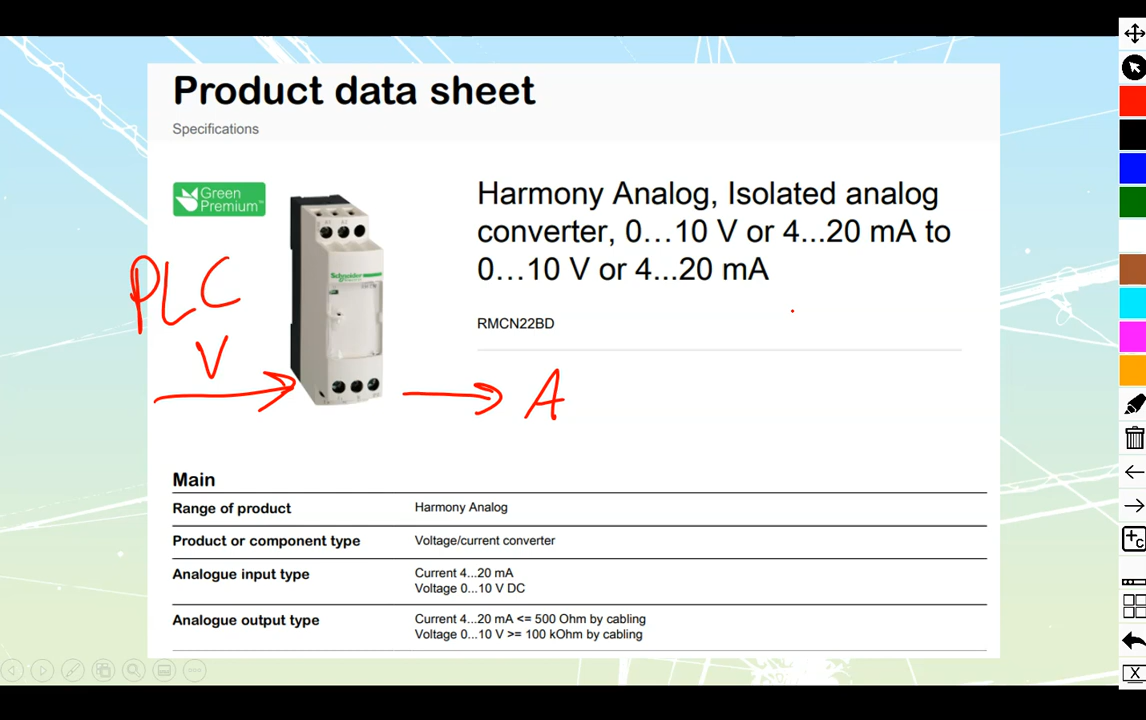 Product data sheet
Specifications
Green
Premium™
Harmony Analog, Isolated analog
converter, 0...10 V or 4...20 mA to
0...10 V or 4...20 mA
RMCN22BD
Schneider
PLC
V
A
Main
Range of product Harmony Analog
Product or component type Voltage/current converter
Analogue input type Current 4...20 mA
Voltage 0...10 V DC
Analogue output type Current 4...20 mA <= 500 Ohm by cabling
Voltage 0...10 V >= 100 kOhm by cabling
+c
X